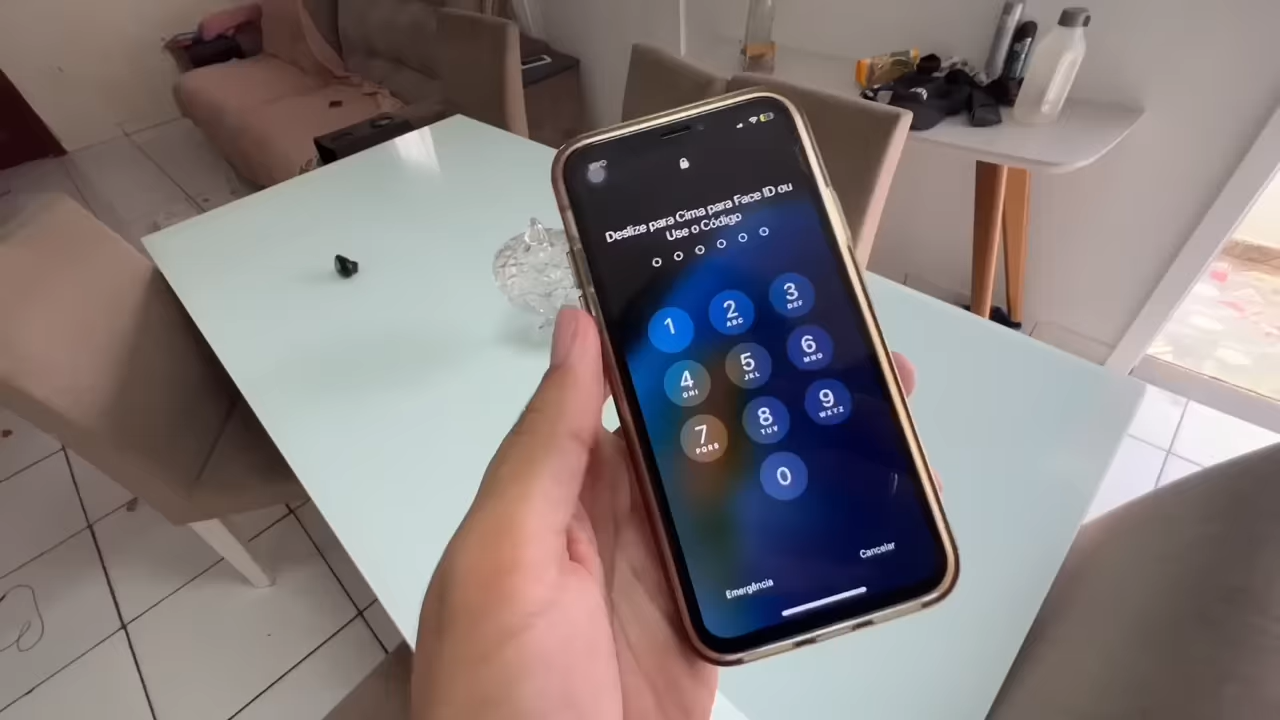 Deslize para Cima para Face ID ou
Use o Código
1
2
ABC
3
DEF
4
GHI
5
JKL
6
MNO
7
PQRS
8
TUV
9
WXYZ
0
Emergência
Cancelar